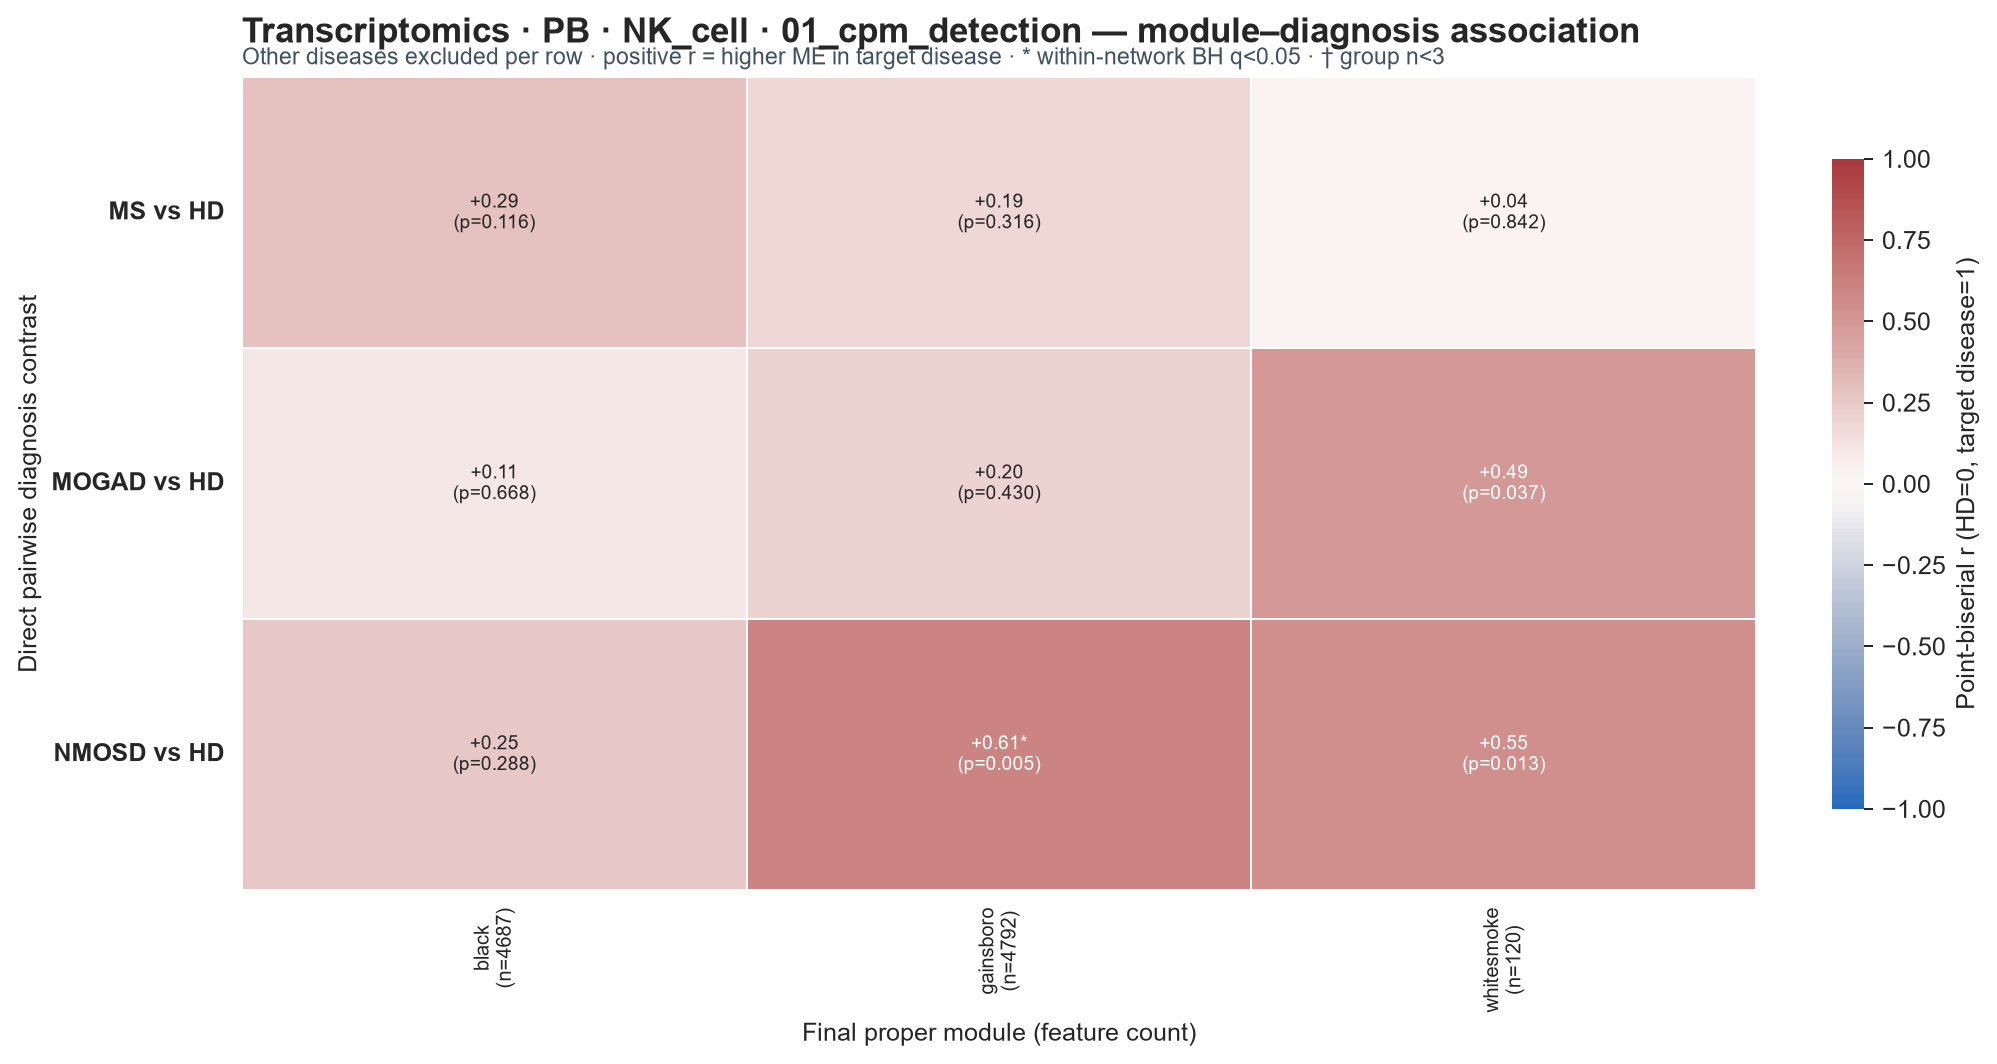 Transcriptomics · PB · NK_cell · 01_cpm_detection — module–diagnosis association
Other diseases excluded per row · positive r = higher ME in target disease · * within-network BH q<0.05 · † group n<3
Direct pairwise diagnosis contrast
MS vs HD
+0.29
(p=0.116)
+0.19
(p=0.316)
+0.04
(p=0.842)
MOGAD vs HD
+0.11
(p=0.668)
+0.20
(p=0.430)
+0.49
(p=0.037)
NMOSD vs HD
+0.25
(p=0.288)
+0.61*
(p=0.005)
+0.55
(p=0.013)
black
(n=4687)
gainsboro
(n=4792)
whitesmoke
(n=120)
Final proper module (feature count)
1.00
0.75
0.50
0.25
0.00
−0.25
−0.50
−0.75
−1.00
Point-biserial r (HD=0, target disease=1)